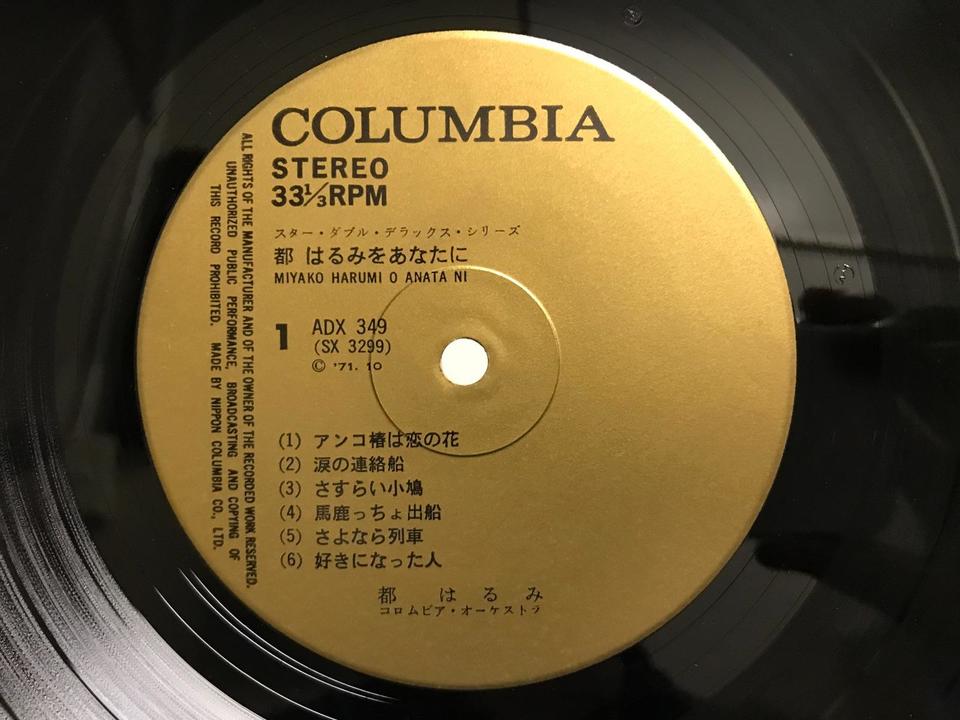 COLUMBIA
STEREO
33⅓RPM
スター・ダブル・デラックス・シリーズ
都 はるみをあなたに
MIYAKO HARUMI O ANATA NI
1
ADX 349
(SX 3299)
© '71. 10
(1) アンコ椿は恋の花
(2) 涙の連絡船
(3) さすらい小鳩
(4) 馬鹿っちょ出船
(5) さよなら列車
(6) 好きになった人
都 はるみ
コロムビア・オーケストラ
ALL RIGHTS OF THE MANUFACTURER AND OF THE OWNER OF THE RECORDED WORK RESERVED.
UNAUTHORIZED PUBLIC PERFORMANCE, BROADCASTING AND COPYING OF
THIS RECORD PROHIBITED. MADE BY NIPPON COLUMBIA CO., LTD.